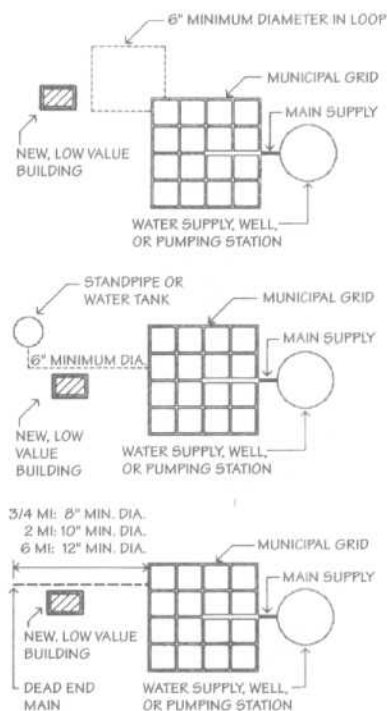 6" MINIMUM DIAMETER IN LOOP
MUNICIPAL GRID
MAIN SUPPLY
NEW, LOW VALUE
BUILDING
WATER SUPPLY, WELL,
OR PUMPING STATION
STANDPIPE OR
WATER TANK
MUNICIPAL GRID
6" MINIMUM DIA.
MAIN SUPPLY
NEW, LOW
VALUE
BUILDING
WATER SUPPLY, WELL,
OR PUMPING STATION
3/4 MI: 8" MIN. DIA.
2 MI: 10" MIN. DIA.
6 MI: 12" MIN. DIA.
MUNICIPAL GRID
MAIN SUPPLY
NEW, LOW VALUE
BUILDING
DEAD END
MAIN
WATER SUPPLY, WELL,
OR PUMPING STATION